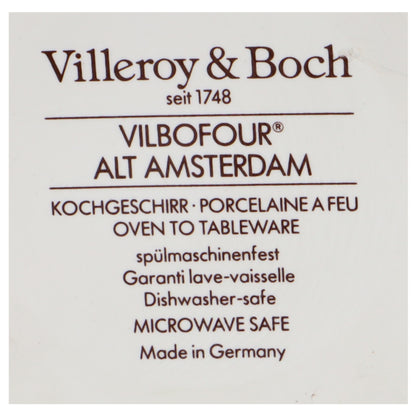 Villeroy & Boch
seit 1748
VILBOFOUR®
ALT AMSTERDAM
KOCHGESCHIRR · PORCELAINE A FEU
OVEN TO TABLEWARE
spülmaschinenfest
Garanti lave-vaisselle
Dishwasher-safe
MICROWAVE SAFE
Made in Germany